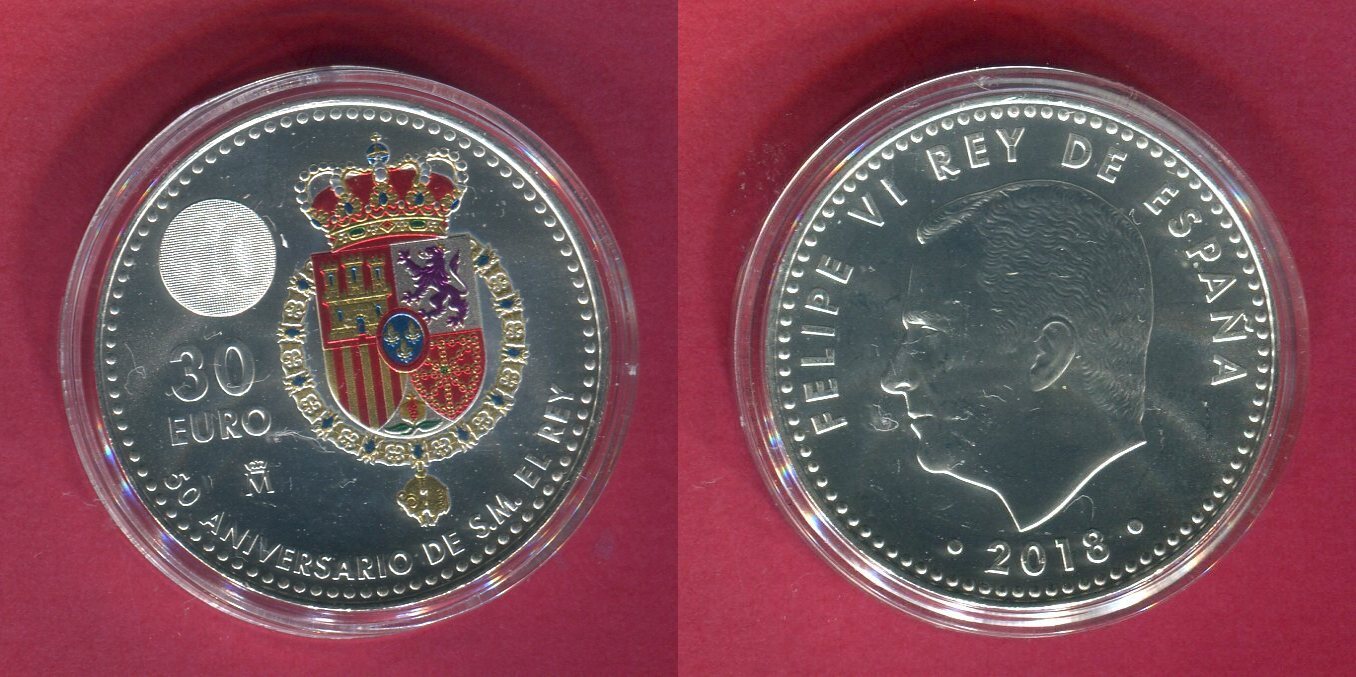 30
EURO
M
50 ANIVERSARIO DE S.M. EL REY
FELIPE VI REY DE ESPAÑA
• 2018 •